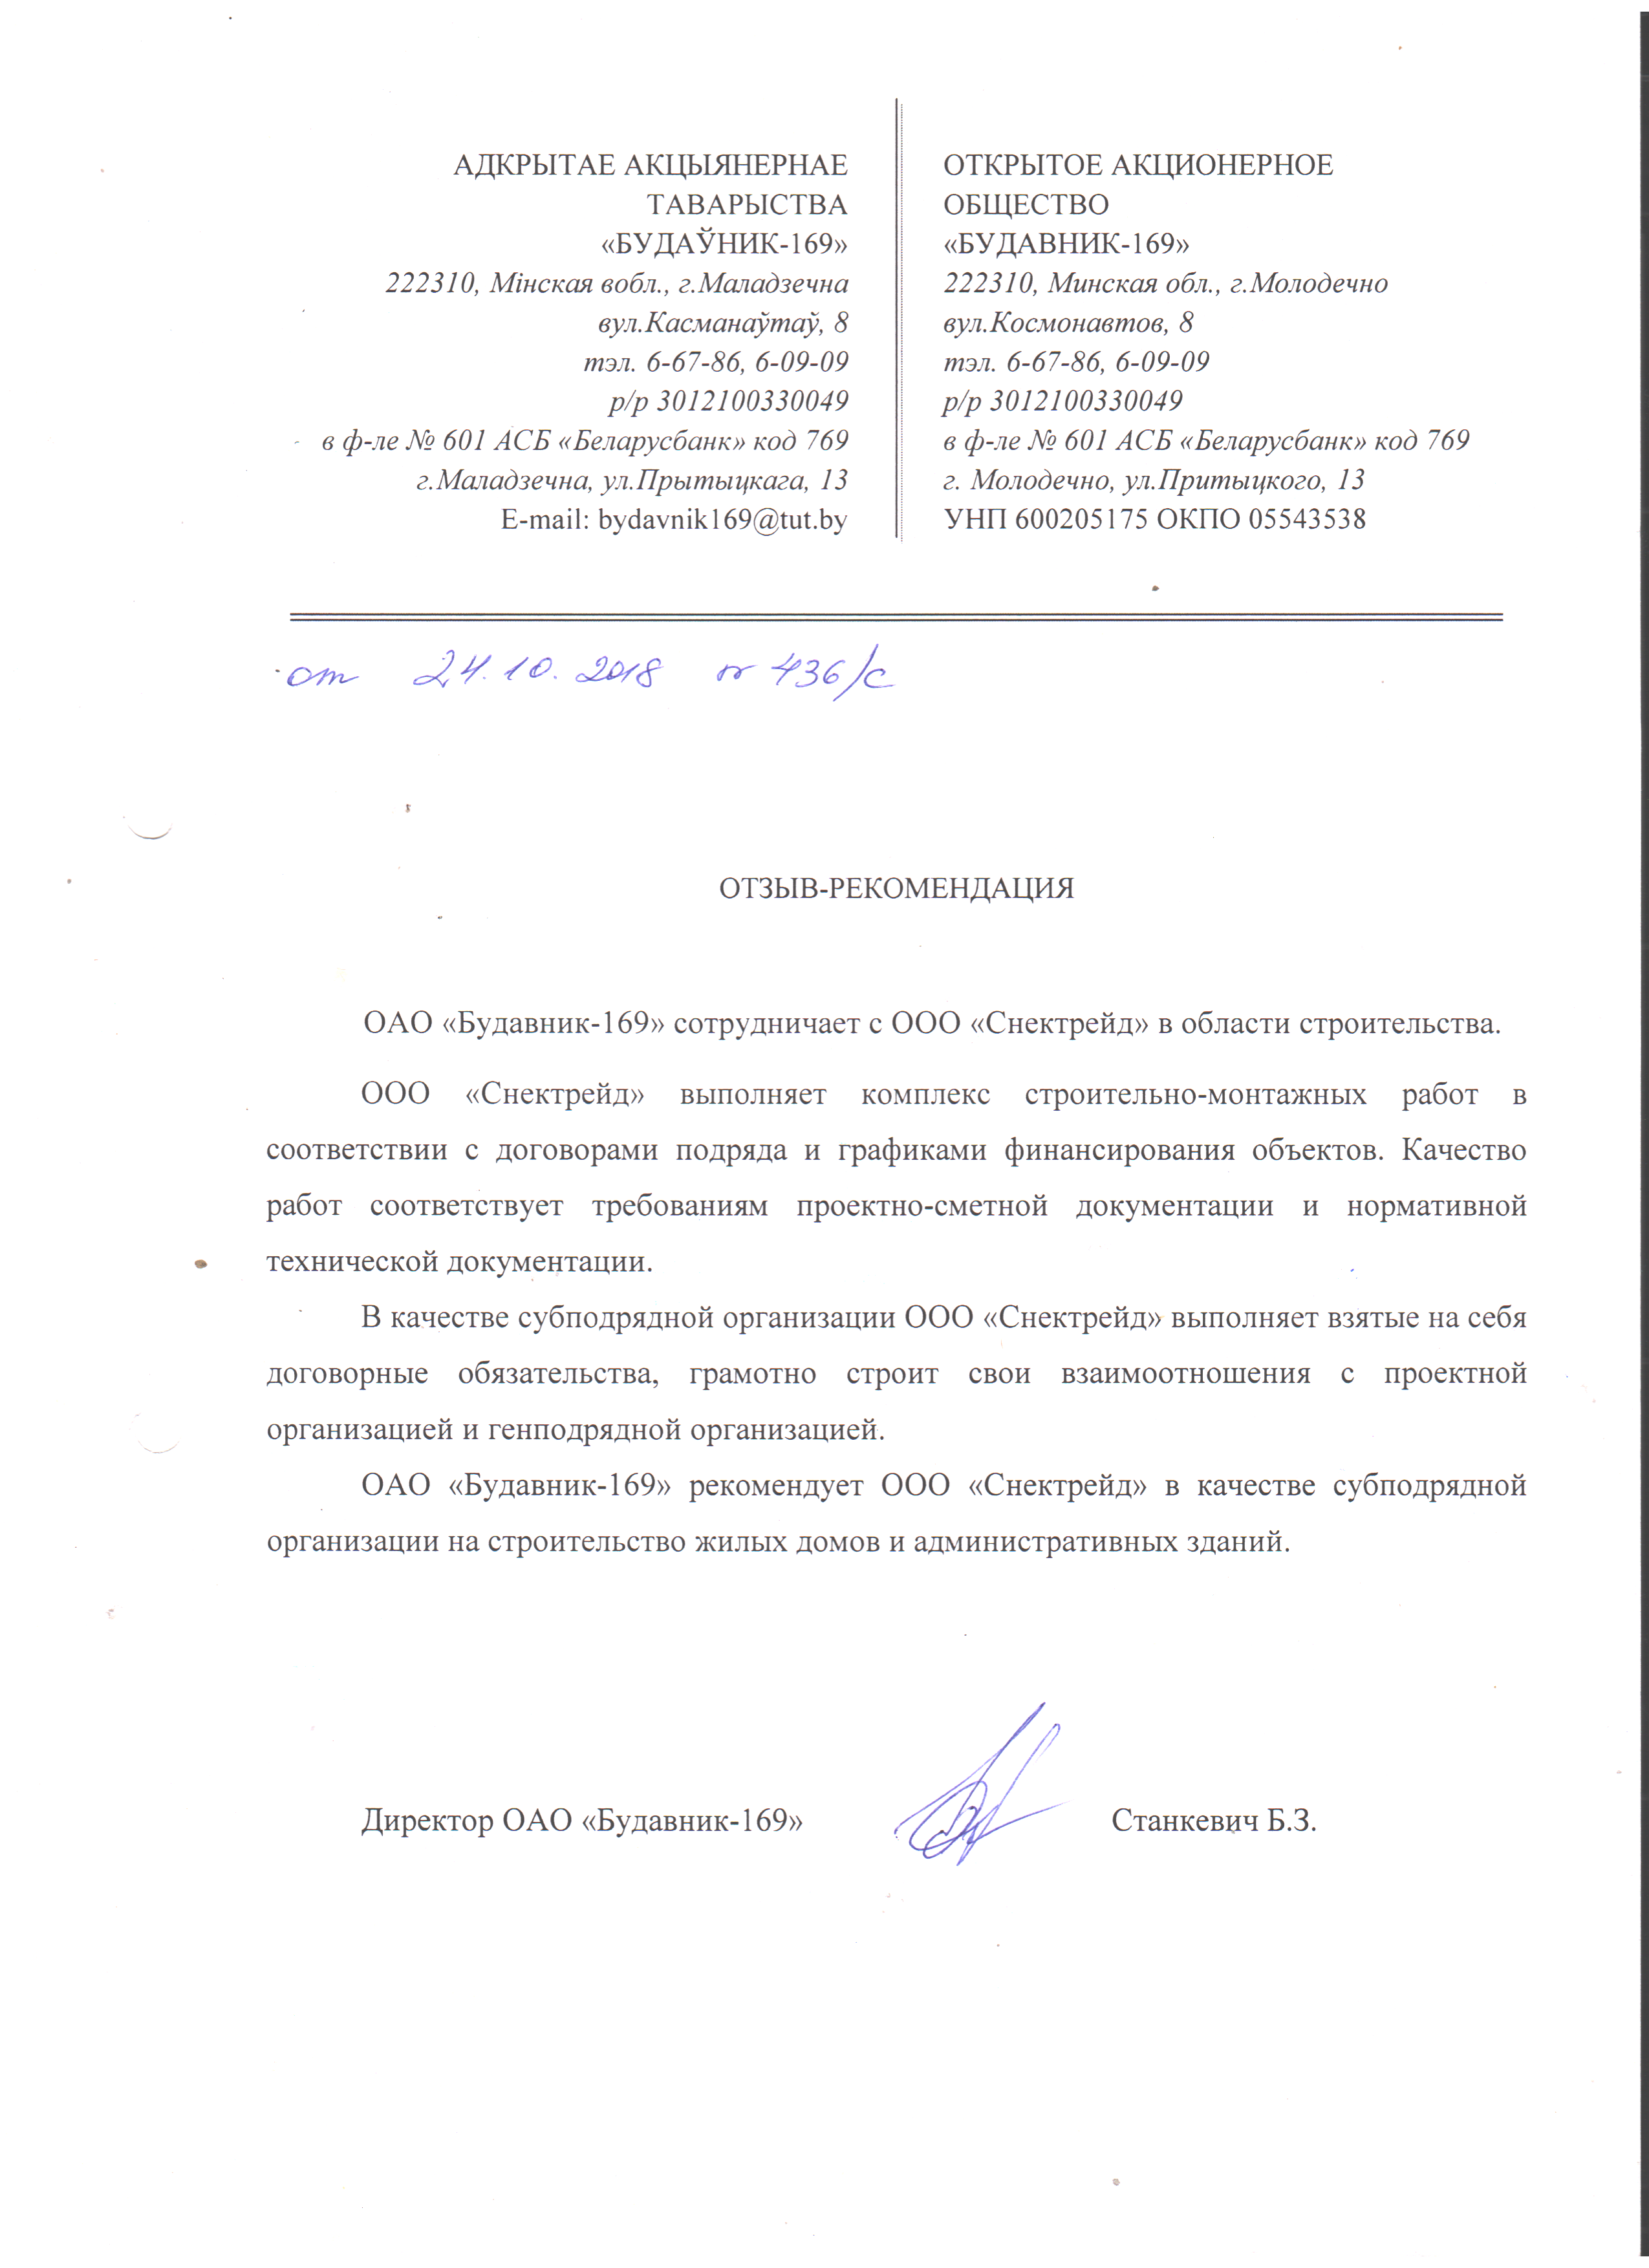 АДКРЫТАЕ АКЦЫЯНЕРНАЕ
ТАВАРЫСТВА
«БУДАЎНИК-169»
222310, Мінская вобл., г.Маладзечна
вул.Касманаўтаў, 8
тэл. 6-67-86, 6-09-09
р/р 3012100330049
в ф-ле № 601 АСБ «Беларусбанк» код 769
г.Маладзечна, ул.Прытыцкага, 13
E-mail: bydavnik169@tut.by
ОТКРЫТОЕ АКЦИОНЕРНОЕ
ОБЩЕСТВО
«БУДАВНИК-169»
222310, Минская обл., г.Молодечно
вул.Космонавтов, 8
тэл. 6-67-86, 6-09-09
р/р 3012100330049
в ф-ле № 601 АСБ «Беларусбанк» код 769
г. Молодечно, ул.Притыцкого, 13
УНП 600205175 ОКПО 05543538
от 24.10.2018 № 436/с
ОТЗЫВ-РЕКОМЕНДАЦИЯ
ОАО «Будавник-169» сотрудничает с ООО «Снектрейд» в области строительства.
ООО «Снектрейд» выполняет комплекс строительно-монтажных работ в
соответствии с договорами подряда и графиками финансирования объектов. Качество
работ соответствует требованиям проектно-сметной документации и нормативной
технической документации.
В качестве субподрядной организации ООО «Снектрейд» выполняет взятые на себя
договорные обязательства, грамотно строит свои взаимоотношения с проектной
организацией и генподрядной организацией.
ОАО «Будавник-169» рекомендует ООО «Снектрейд» в качестве субподрядной
организации на строительство жилых домов и административных зданий.
Директор ОАО «Будавник-169» Станкевич Б.З.